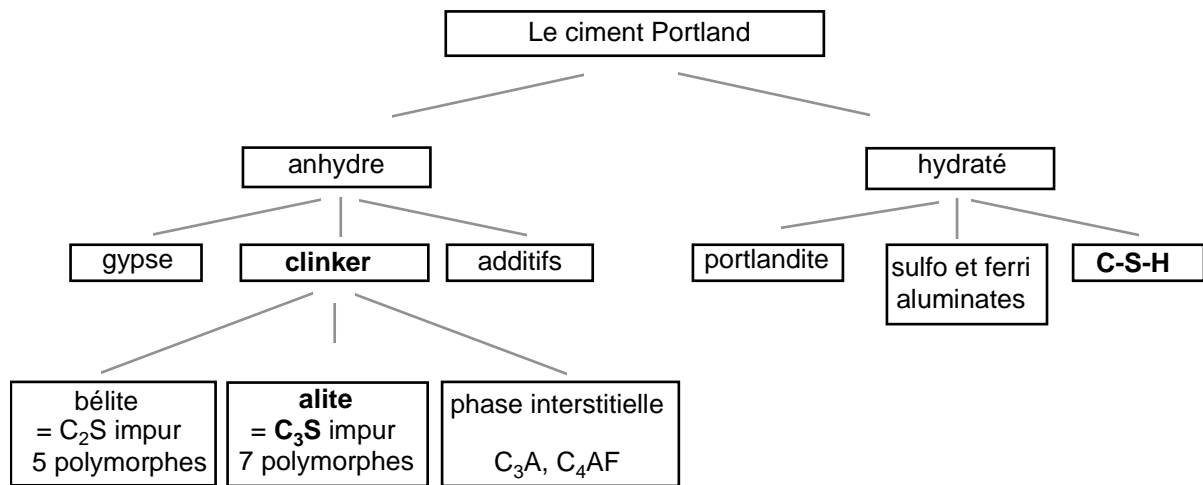 Le ciment Portland
anhydre
hydraté
gypse
clinker
additifs
portlandite
sulfo et ferri
aluminates
C-S-H
bélite
= C₂S impur
5 polymorphes
alite
= C₃S impur
7 polymorphes
phase interstitielle
C₃A, C₄AF